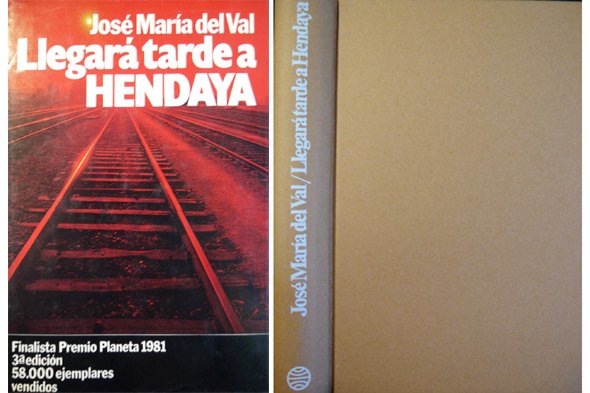 José María del Val
Llegará tarde a
HENDAYA
Finalista Premio Planeta 1981
3ª edición
58.000 ejemplares
vendidos
José María del Val / Llegará tarde a Hendaya